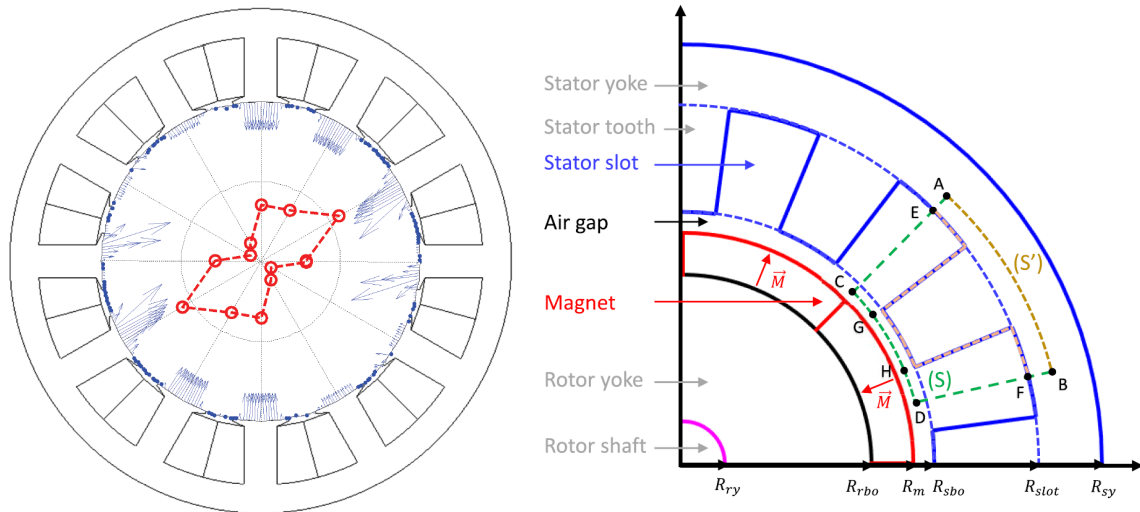 Stator yoke
Stator tooth
Stator slot
Air gap
Magnet
Rotor yoke
Rotor shaft
A
E
(S')
C
M
G
H
(S)
M
D
F
B
R_ry
R_rbo
R_m
R_sbo
R_slot
R_sy